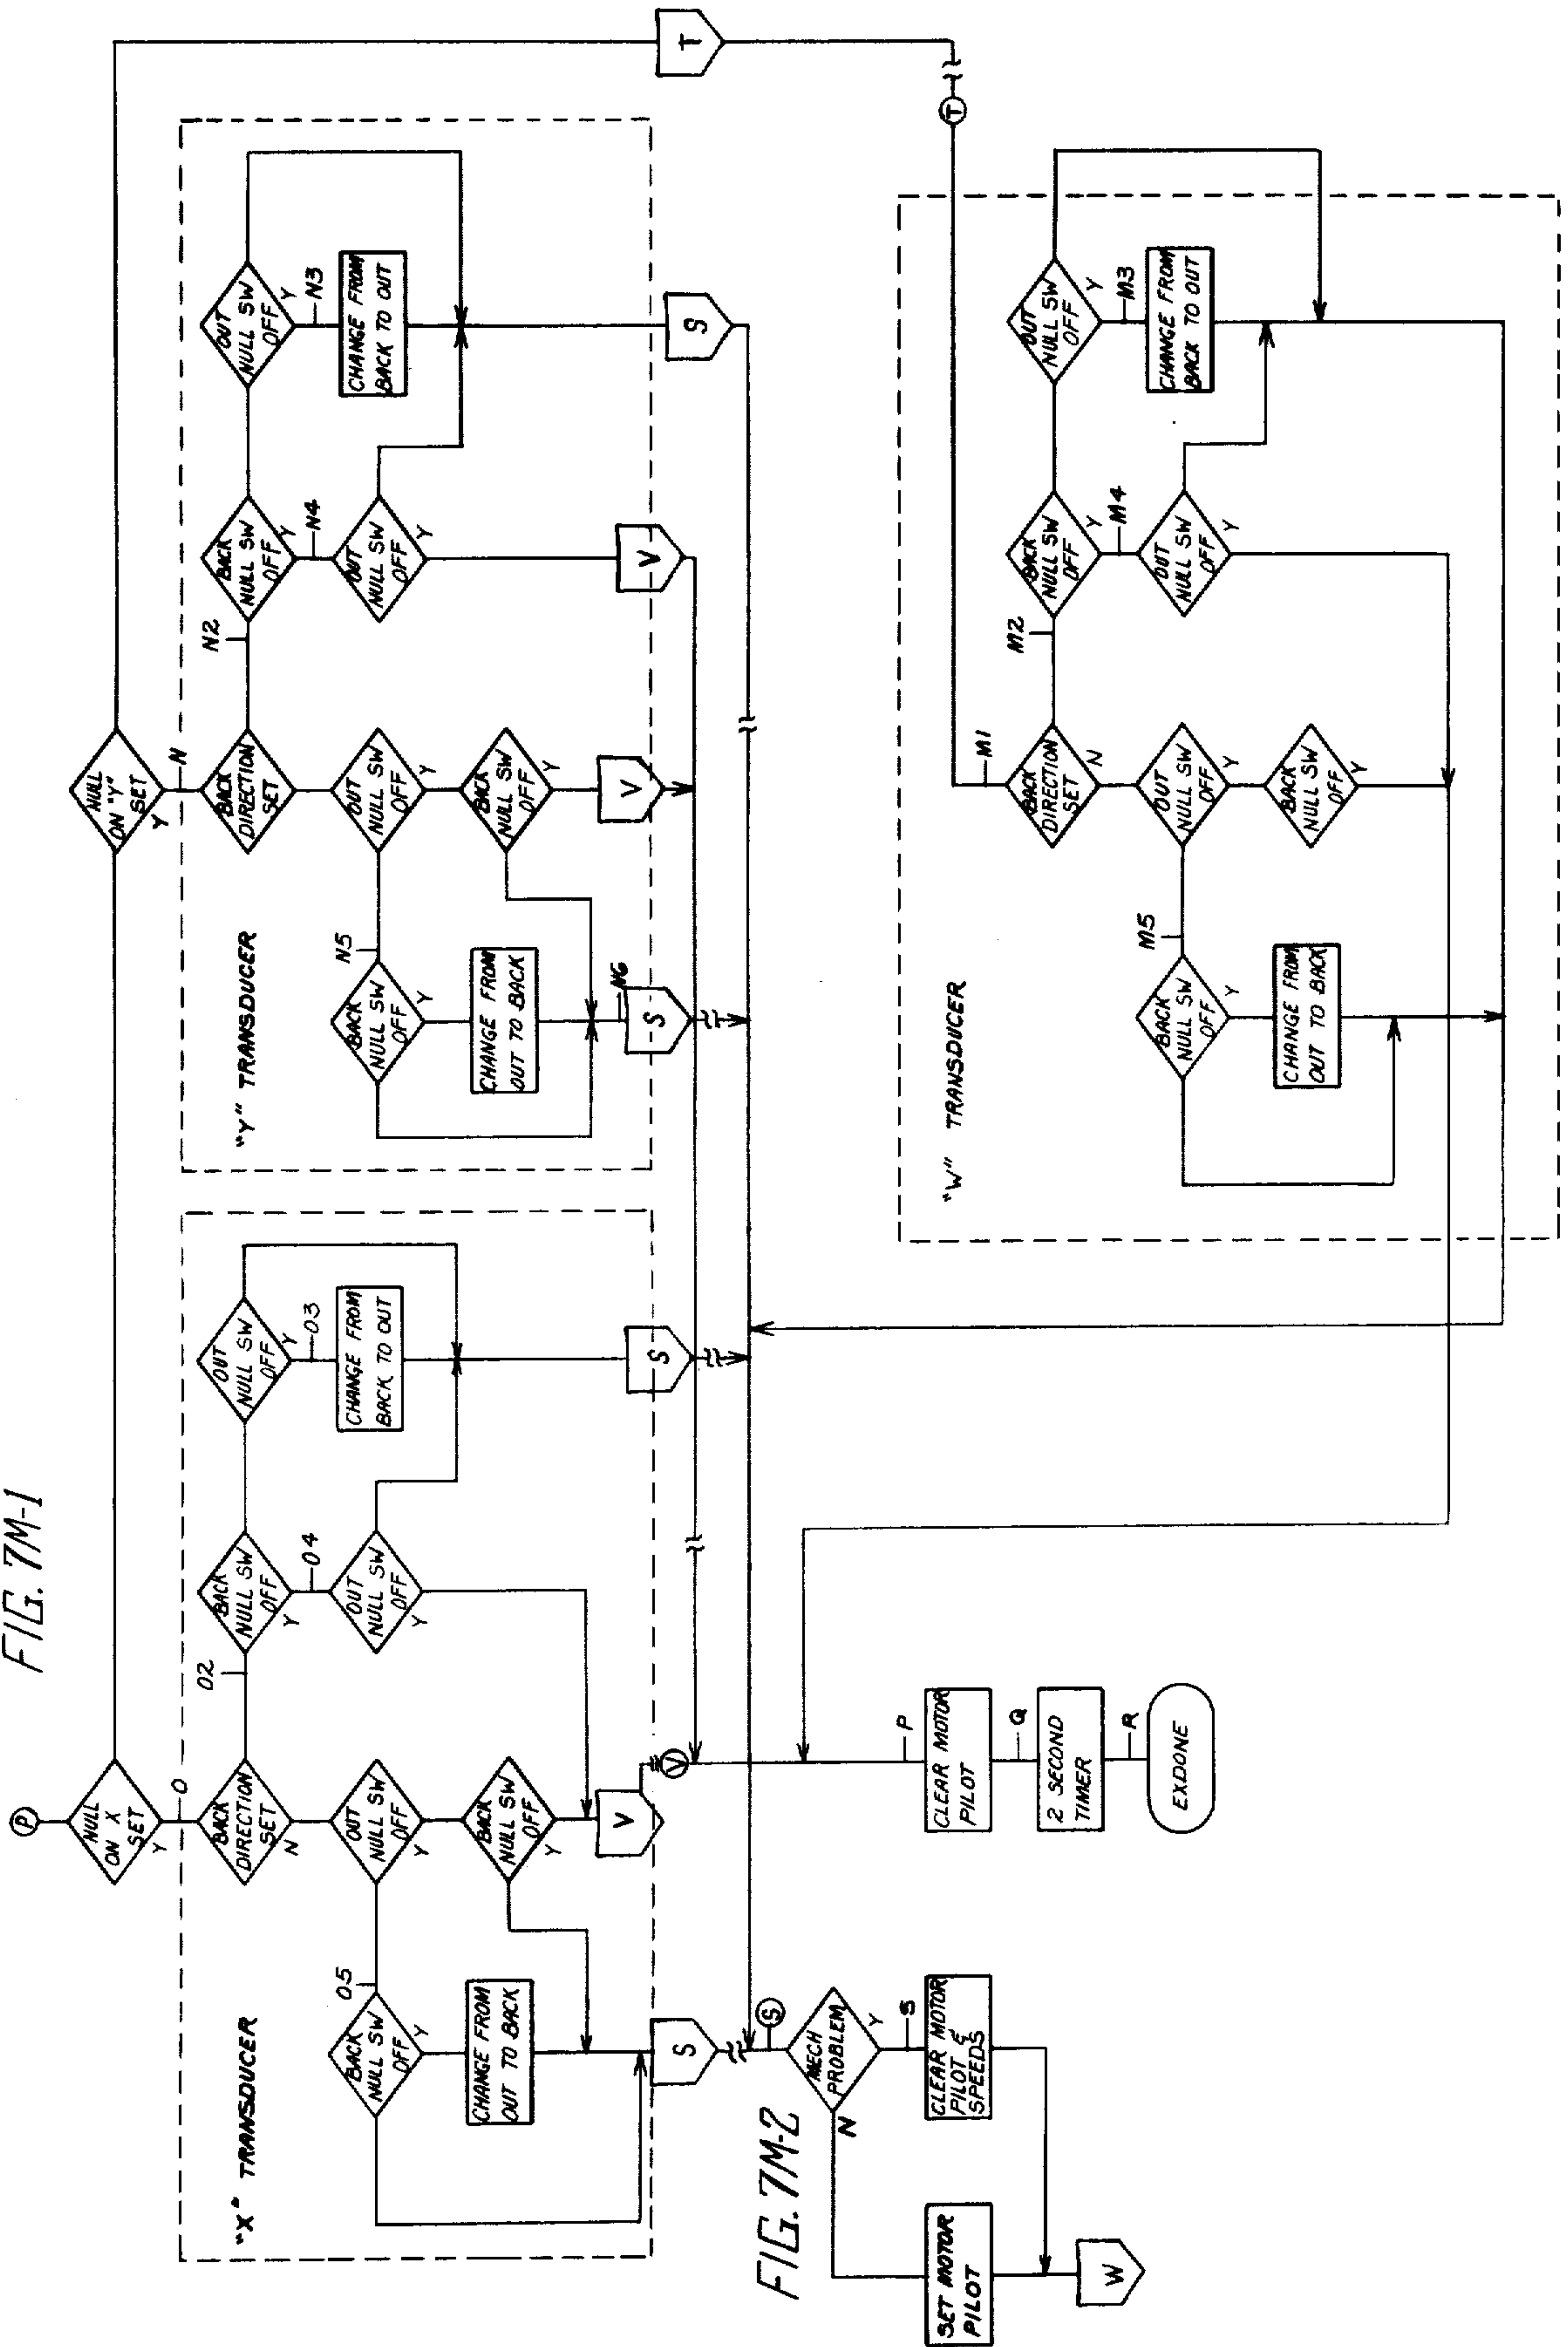 FIG. 7M-1
P
NULL
ON X
SET
Y
O
"X" TRANSDUCER
BACK
DIRECTION
SET
N
O2
BACK
NULL SW
OFF
Y
O4
OUT
NULL SW
OFF
Y
O3
CHANGE FROM
BACK TO OUT
OUT
NULL SW
OFF
Y
OUT
NULL SW
OFF
Y
O5
BACK
NULL SW
OFF
Y
CHANGE FROM
OUT TO BACK
BACK
NULL SW
OFF
Y
S
V
S
V
NULL
ON "Y"
SET
Y
N
"Y" TRANSDUCER
BACK
DIRECTION
SET
N2
BACK
NULL SW
OFF
Y
N4
OUT
NULL SW
OFF
Y
N3
CHANGE FROM
BACK TO OUT
OUT
NULL SW
OFF
Y
OUT
NULL SW
OFF
Y
N5
BACK
NULL SW
OFF
Y
CHANGE FROM
OUT TO BACK
N6
BACK
NULL SW
OFF
Y
S
V
V
S
T
FIG. 7M-2
S
MECH
PROBLEM
N
Y
S
SET MOTOR
PILOT
CLEAR MOTOR
PILOT &
SPEEDS
W
P
CLEAR MOTOR
PILOT
Q
2 SECOND
TIMER
R
EXDONE
T
"W" TRANSDUCER
M1
BACK
DIRECTION
SET
N
M2
BACK
NULL SW
OFF
Y
M4
OUT
NULL SW
OFF
Y
M3
CHANGE FROM
BACK TO OUT
OUT
NULL SW
OFF
Y
OUT
NULL SW
OFF
Y
M5
BACK
NULL SW
OFF
Y
CHANGE FROM
OUT TO BACK
BACK
NULL SW
OFF
Y